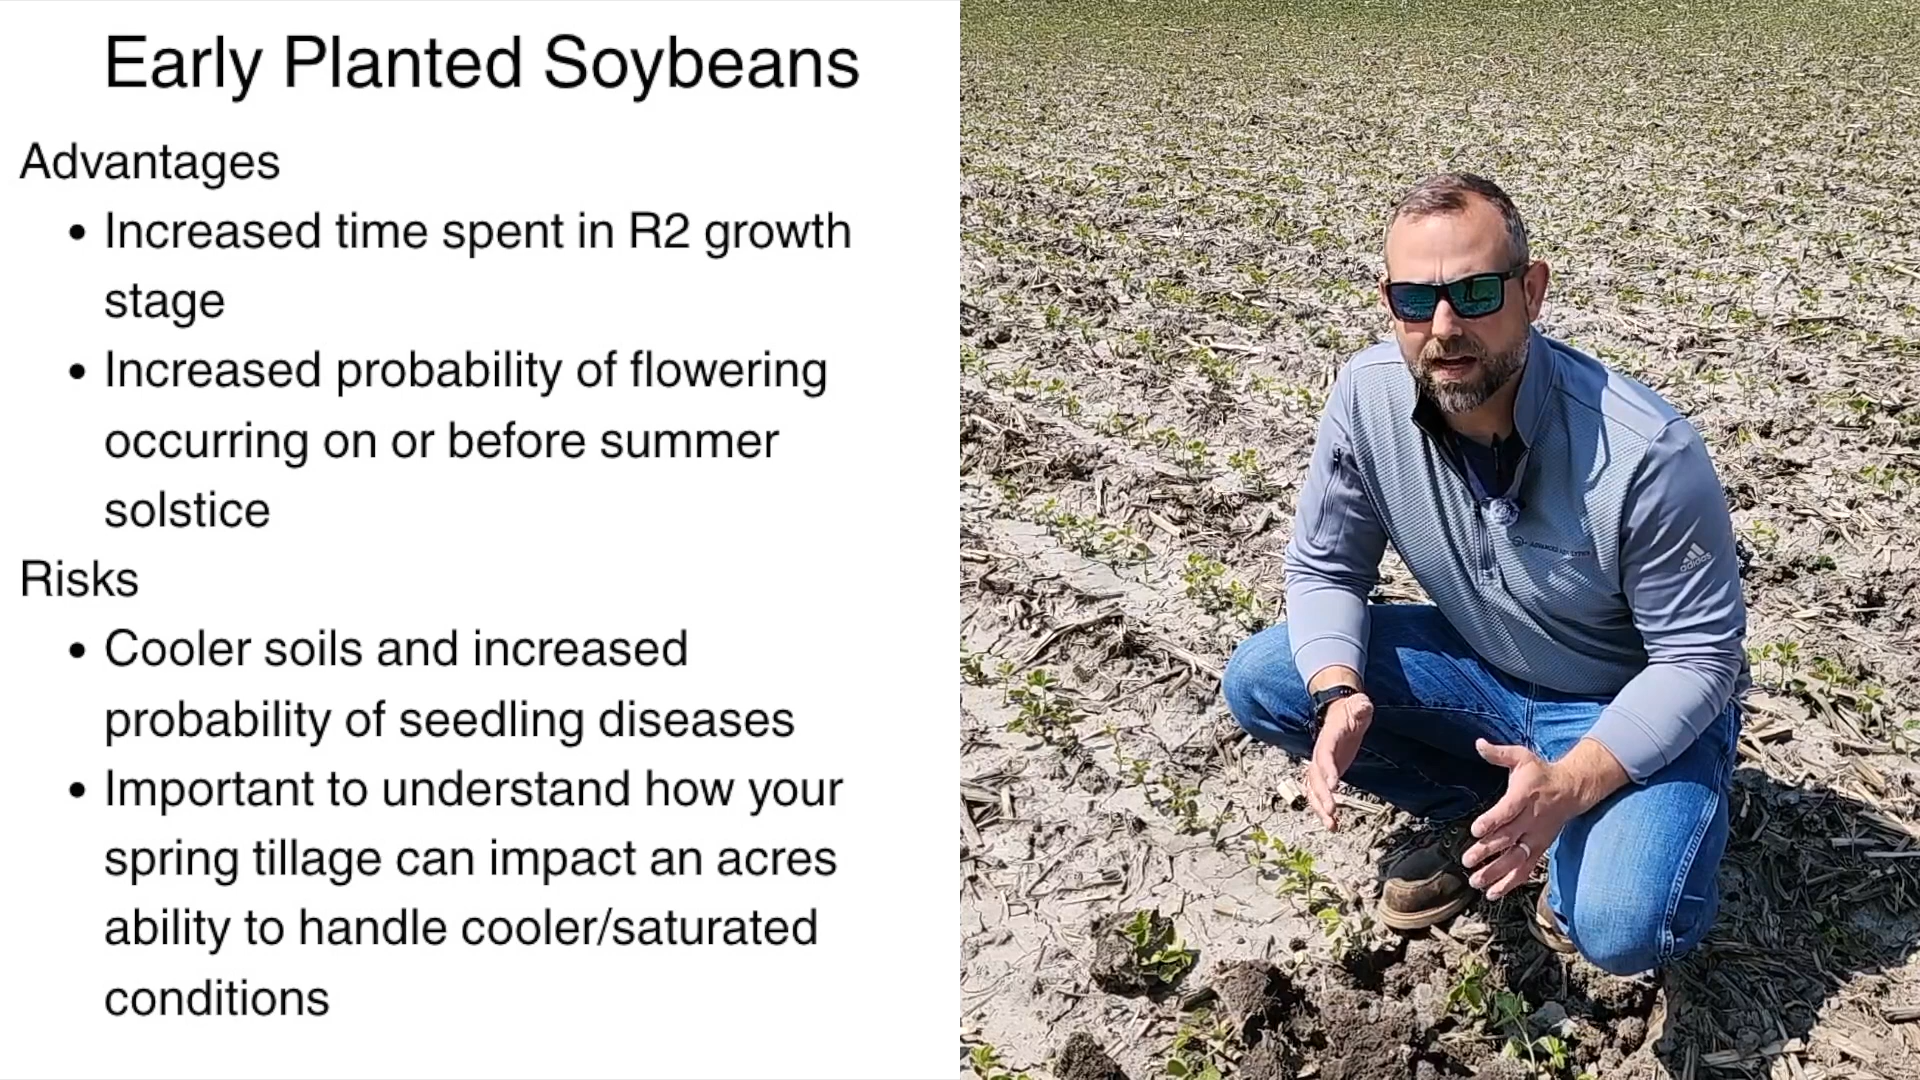 Early Planted Soybeans
Advantages
• Increased time spent in R2 growth
stage
• Increased probability of flowering
occurring on or before summer
solstice
Risks
• Cooler soils and increased
probability of seedling diseases
• Important to understand how your
spring tillage can impact an acres
ability to handle cooler/saturated
conditions
adidas